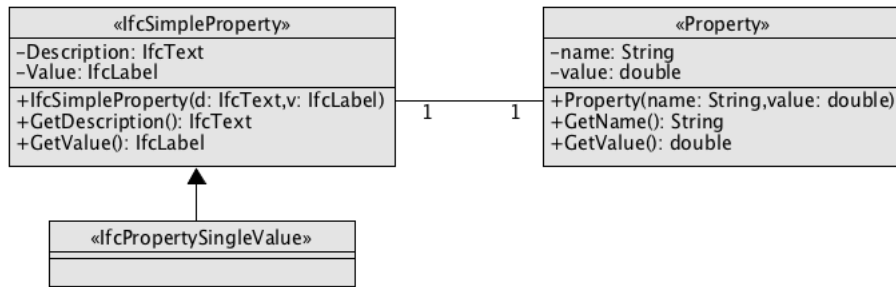 «IfcSimpleProperty»
–Description: IfcText
–Value: IfcLabel
+IfcSimpleProperty(d: IfcText,v: IfcLabel)
+GetDescription(): IfcText
+GetValue(): IfcLabel
1
1
«Property»
–name: String
–value: double
+Property(name: String,value: double)
+GetName(): String
+GetValue(): double
«IfcPropertySingleValue»